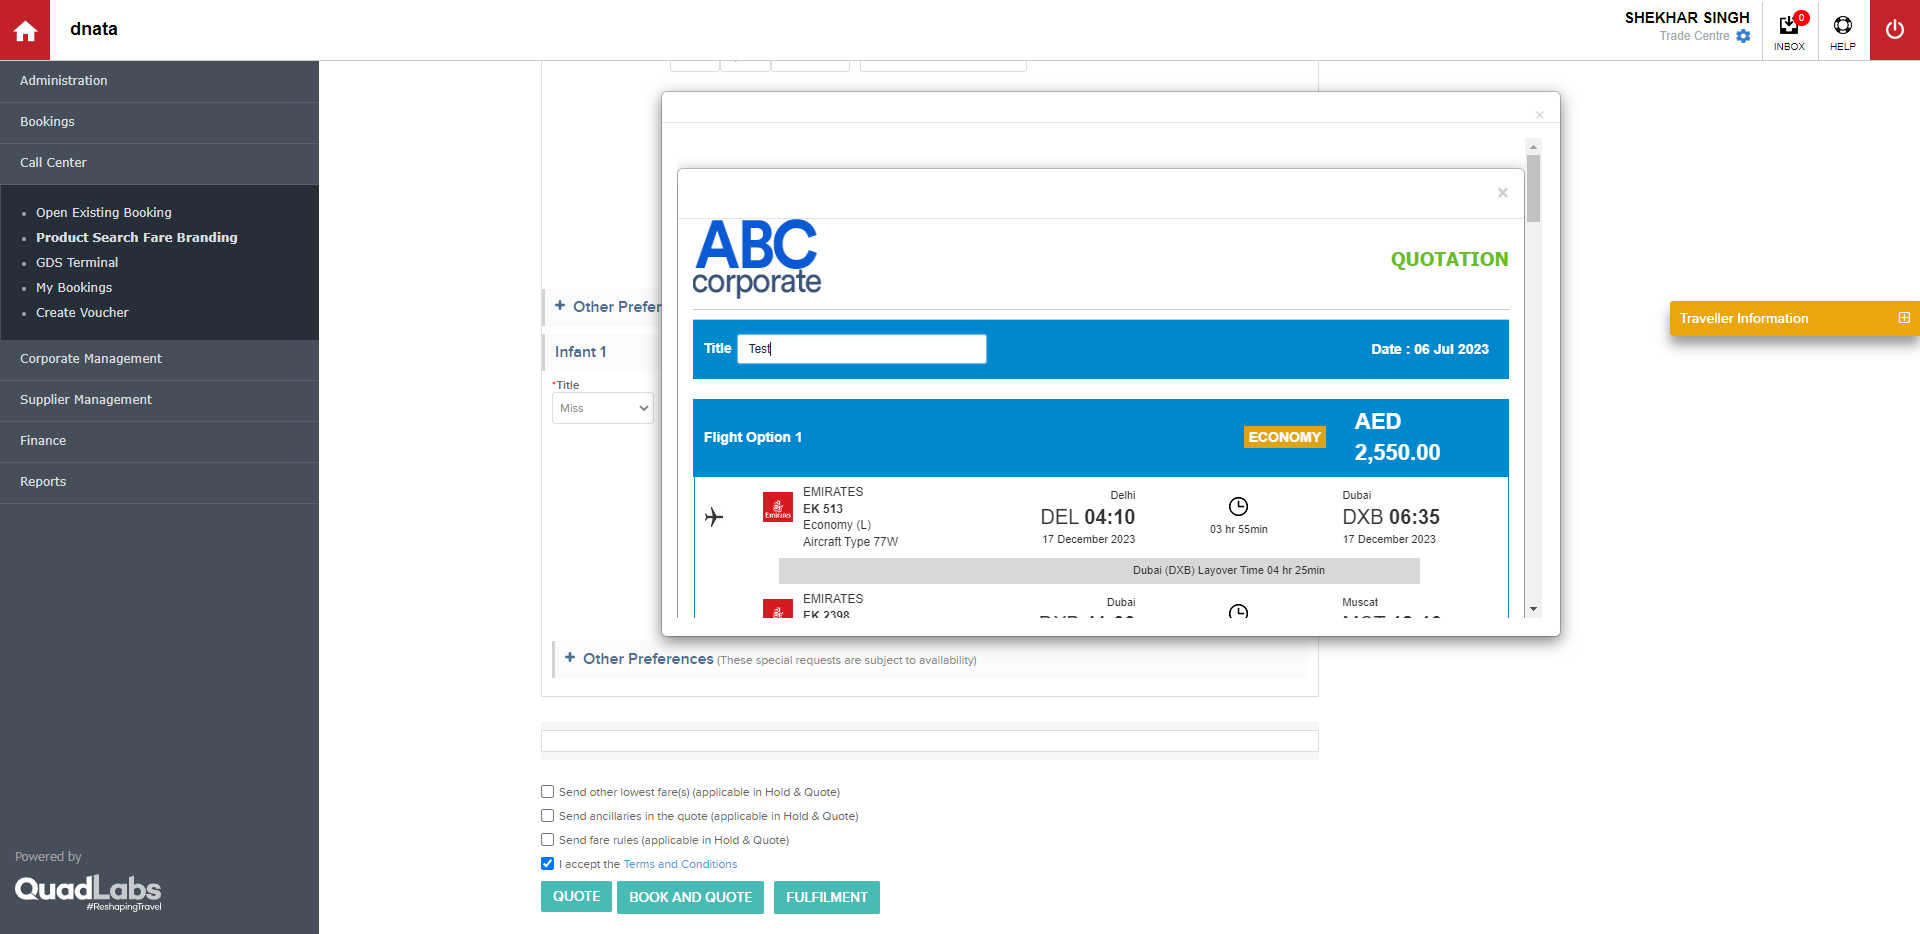 dnata
SHEKHAR SINGH
Trade Centre
0
INBOX
HELP
Administration
Bookings
Call Center
Open Existing Booking
Product Search Fare Branding
GDS Terminal
My Bookings
Create Voucher
Corporate Management
Supplier Management
Finance
Reports
Powered by
QuadLabs
#ReshapingTravel
×
×
ABC
corporate
QUOTATION
Title Test
Date : 06 Jul 2023
Flight Option 1
ECONOMY
AED
2,550.00
Emirates
EMIRATES
EK 513
Economy (L)
Aircraft Type 77W
Delhi
DEL 04:10
17 December 2023
03 hr 55min
Dubai
DXB 06:35
17 December 2023
Dubai (DXB) Layover Time 04 hr 25min
EMIRATES
EK 2398
Dubai
Muscat
Traveller Information
+ Other Prefer
Infant 1
*Title
Miss
+ Other Preferences (These special requests are subject to availability)
Send other lowest fare(s) (applicable in Hold & Quote)
Send ancillaries in the quote (applicable in Hold & Quote)
Send fare rules (applicable in Hold & Quote)
I accept the Terms and Conditions
QUOTE
BOOK AND QUOTE
FULFILMENT